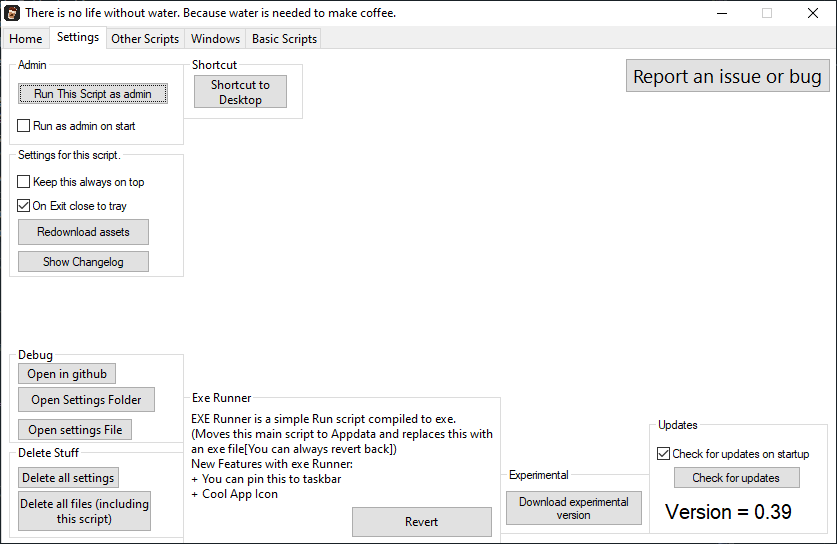 There is no life without water. Because water is needed to make coffee.
Home Settings Other Scripts Windows Basic Scripts
Admin
Run This Script as admin
Run as admin on start
Shortcut
Shortcut to
Desktop
Report an issue or bug
Settings for this script.
Keep this always on top
On Exit close to tray
Redownload assets
Show Changelog
Debug
Open in github
Open Settings Folder
Open settings File
Delete Stuff
Delete all settings
Delete all files (including
this script)
Exe Runner
EXE Runner is a simple Run script compiled to exe.
(Moves this main script to Appdata and replaces this with
an exe file[You can always revert back])
New Features with exe Runner:
+ You can pin this to taskbar
+ Cool App Icon
Revert
Experimental
Download experimental
version
Updates
Check for updates on startup
Check for updates
Version = 0.39